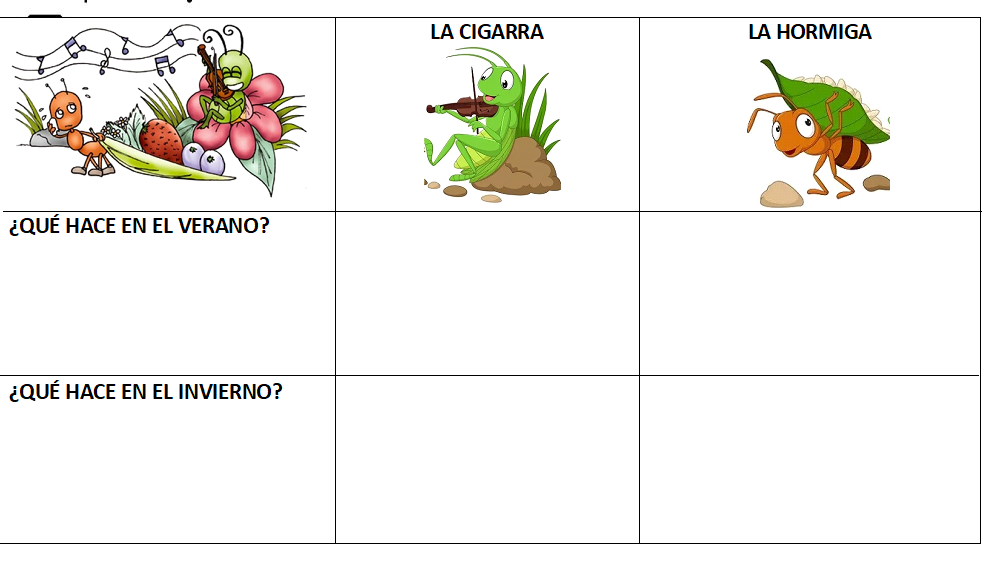 LA CIGARRA
LA HORMIGA
¿QUÉ HACE EN EL VERANO?
¿QUÉ HACE EN EL INVIERNO?